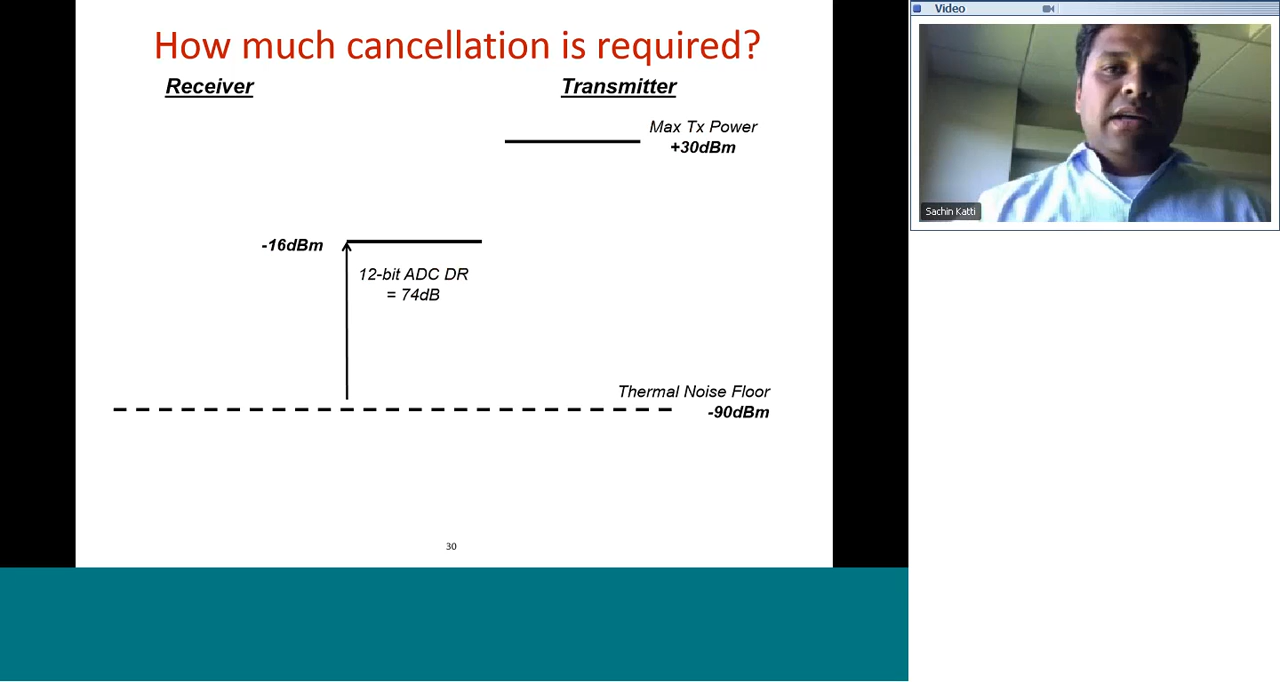 How much cancellation is required?
Receiver
Transmitter
Max Tx Power
+30dBm
-16dBm
12-bit ADC DR
= 74dB
Thermal Noise Floor
-90dBm
30
Video
Sachin Katti